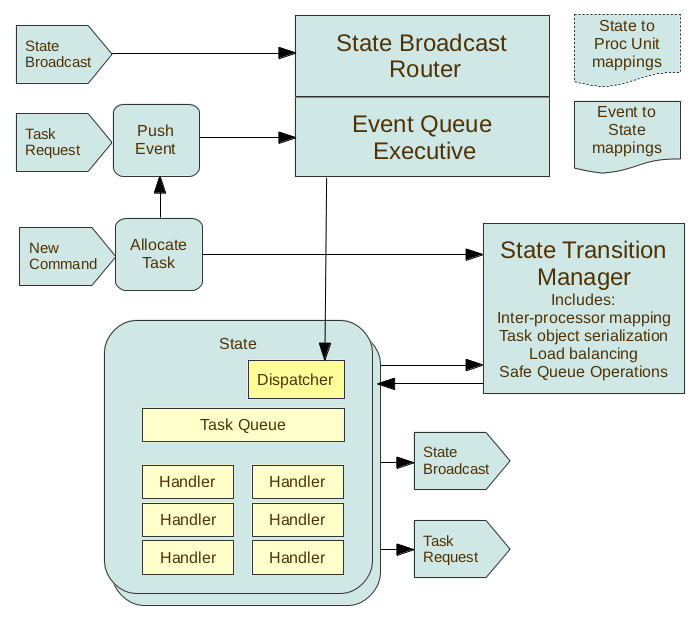 State
Broadcast
State Broadcast
Router
State to
Proc Unit
mappings
Task
Request
Push
Event
Event Queue
Executive
Event to
State
mappings
New
Command
Allocate
Task
State Transition
Manager
Includes:
Inter-processor mapping
Task object serialization
Load balancing
Safe Queue Operations
State
Dispatcher
Task Queue
Handler
Handler
Handler
Handler
Handler
Handler
State
Broadcast
Task
Request